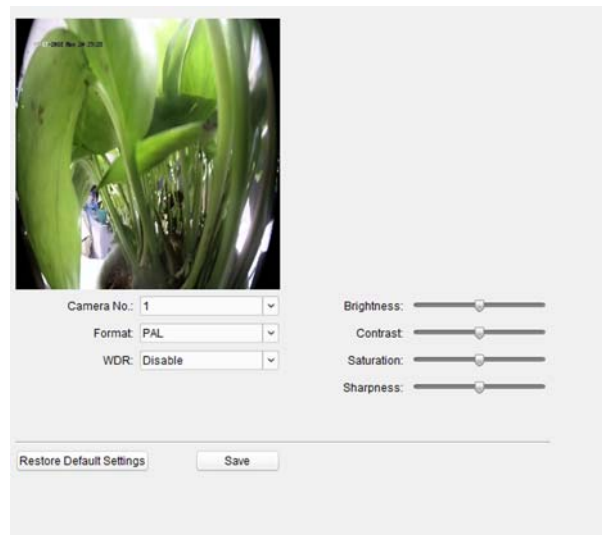 Camera No.: 1
Format: PAL
WDR: Disable
Brightness:
Contrast:
Saturation:
Sharpness:
Restore Default Settings
Save